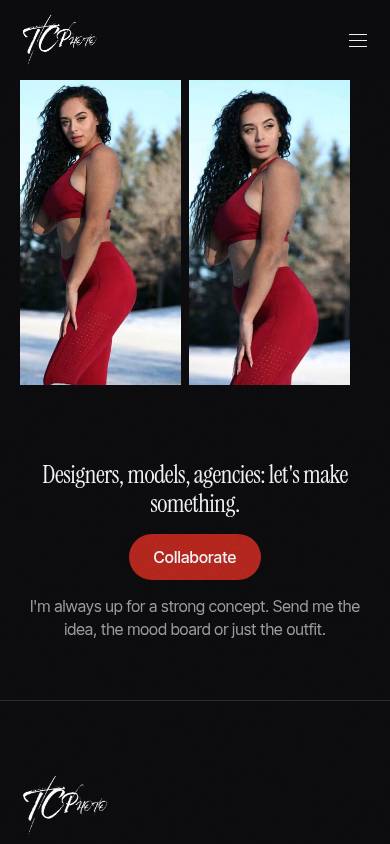 TCPhoto
Designers, models, agencies: let's make
something.
Collaborate
I'm always up for a strong concept. Send me the
idea, the mood board or just the outfit.
TCPhoto